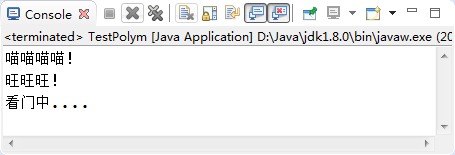 Console
<terminated> TestPolym [Java Application] D:\Java\jdk1.8.0\bin\javaw.exe (20
喵喵喵喵!
旺旺旺!
看门中....